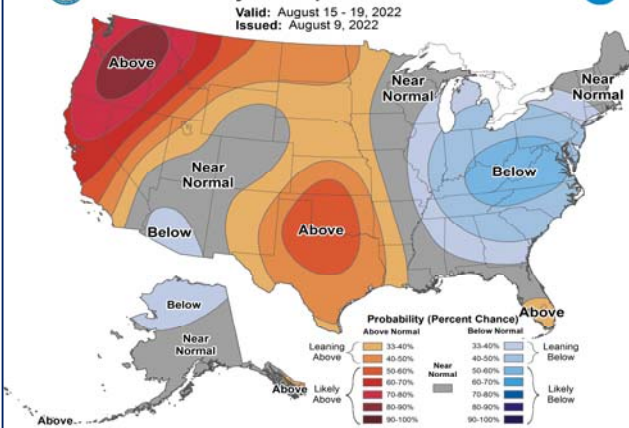 Valid: August 15 - 19, 2022
Issued: August 9, 2022
Above
Near
Normal
Near
Normal
Near
Normal
Below
Below
Above
Below
Near
Normal
Above
Above
Above
Probability (Percent Chance)
Above Normal
Below Normal
Leaning
Above
33-40%
40-50%
Likely
Above
50-60%
60-70%
70-80%
80-90%
90-100%
Near
Normal
33-40%
40-50%
Leaning
Below
50-60%
60-70%
70-80%
80-90%
90-100%
Likely
Below